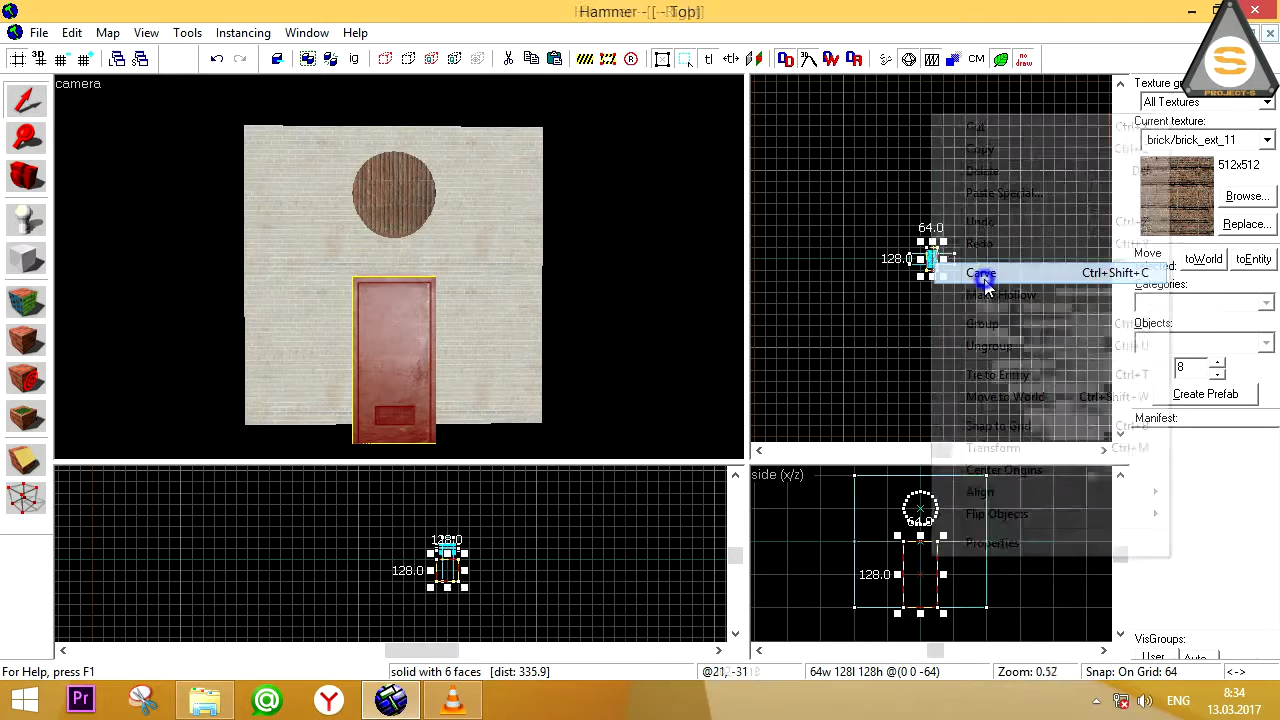 Hammer - [ - Top]
File Edit Map View Tools Instancing Window Help
CM
draw
S
PROJECT-S
camera
Texture g
All Textures
Current texture:
brick/brick_ext_11
512x512
Browse...
Replace...
Cut
Copy
Delete
Paste Special...
Undo
Redo
Carve Ctrl+Shift+C
Make Hollow
Group
Ungroup
Tie to Entity
Move to World Ctrl+Shift+W
Snap to Grid
Transform Ctrl+M
Center Origins
Align
Flip Objects
Properties
64.0
128.0
Move
toWorld
toEntity
Categories:
Objects:
8
Create Prefab
Manifest:
128.0
128.0
side (x/z)
128.0
VisGroups:
User Auto
For Help, press F1
solid with 6 faces [dist: 335.9]
64w 128l 128h @(0 0 -64)
Zoom: 0.57
Snap: On Grid: 64
<->
Pr
ENG
8:34
13.03.2017